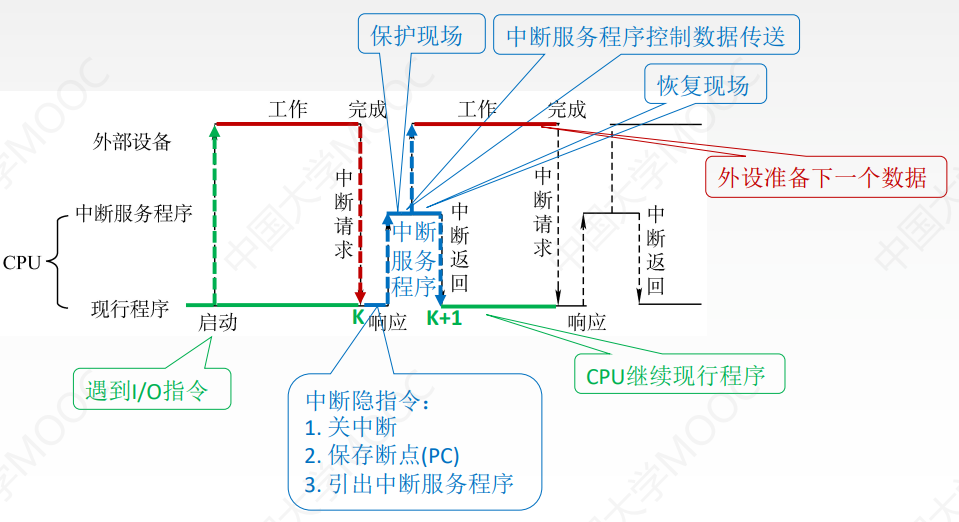 保护现场
中断服务程序控制数据传送
恢复现场
工作
完成
工作
完成
外部设备
外设准备下一个数据
中断请求
中断请求
中断服务程序
中断服务程序
中断返回
中断返回
CPU
现行程序
启动
K
响应
K+1
响应
遇到I/O指令
CPU继续现行程序
中断隐指令:
1. 关中断
2. 保存断点(PC)
3. 引出中断服务程序
中国大学MOOC